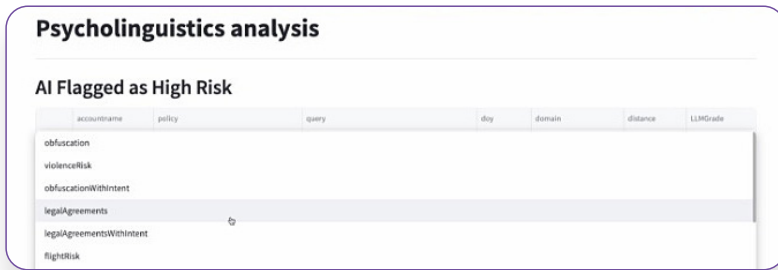 Psycholinguistics analysis
AI Flagged as High Risk
accountname policy query doy domain distance LLMGrade
obfuscation
violenceRisk
obfuscationWithIntent
legalAgreements
legalAgreementsWithIntent
flightRisk